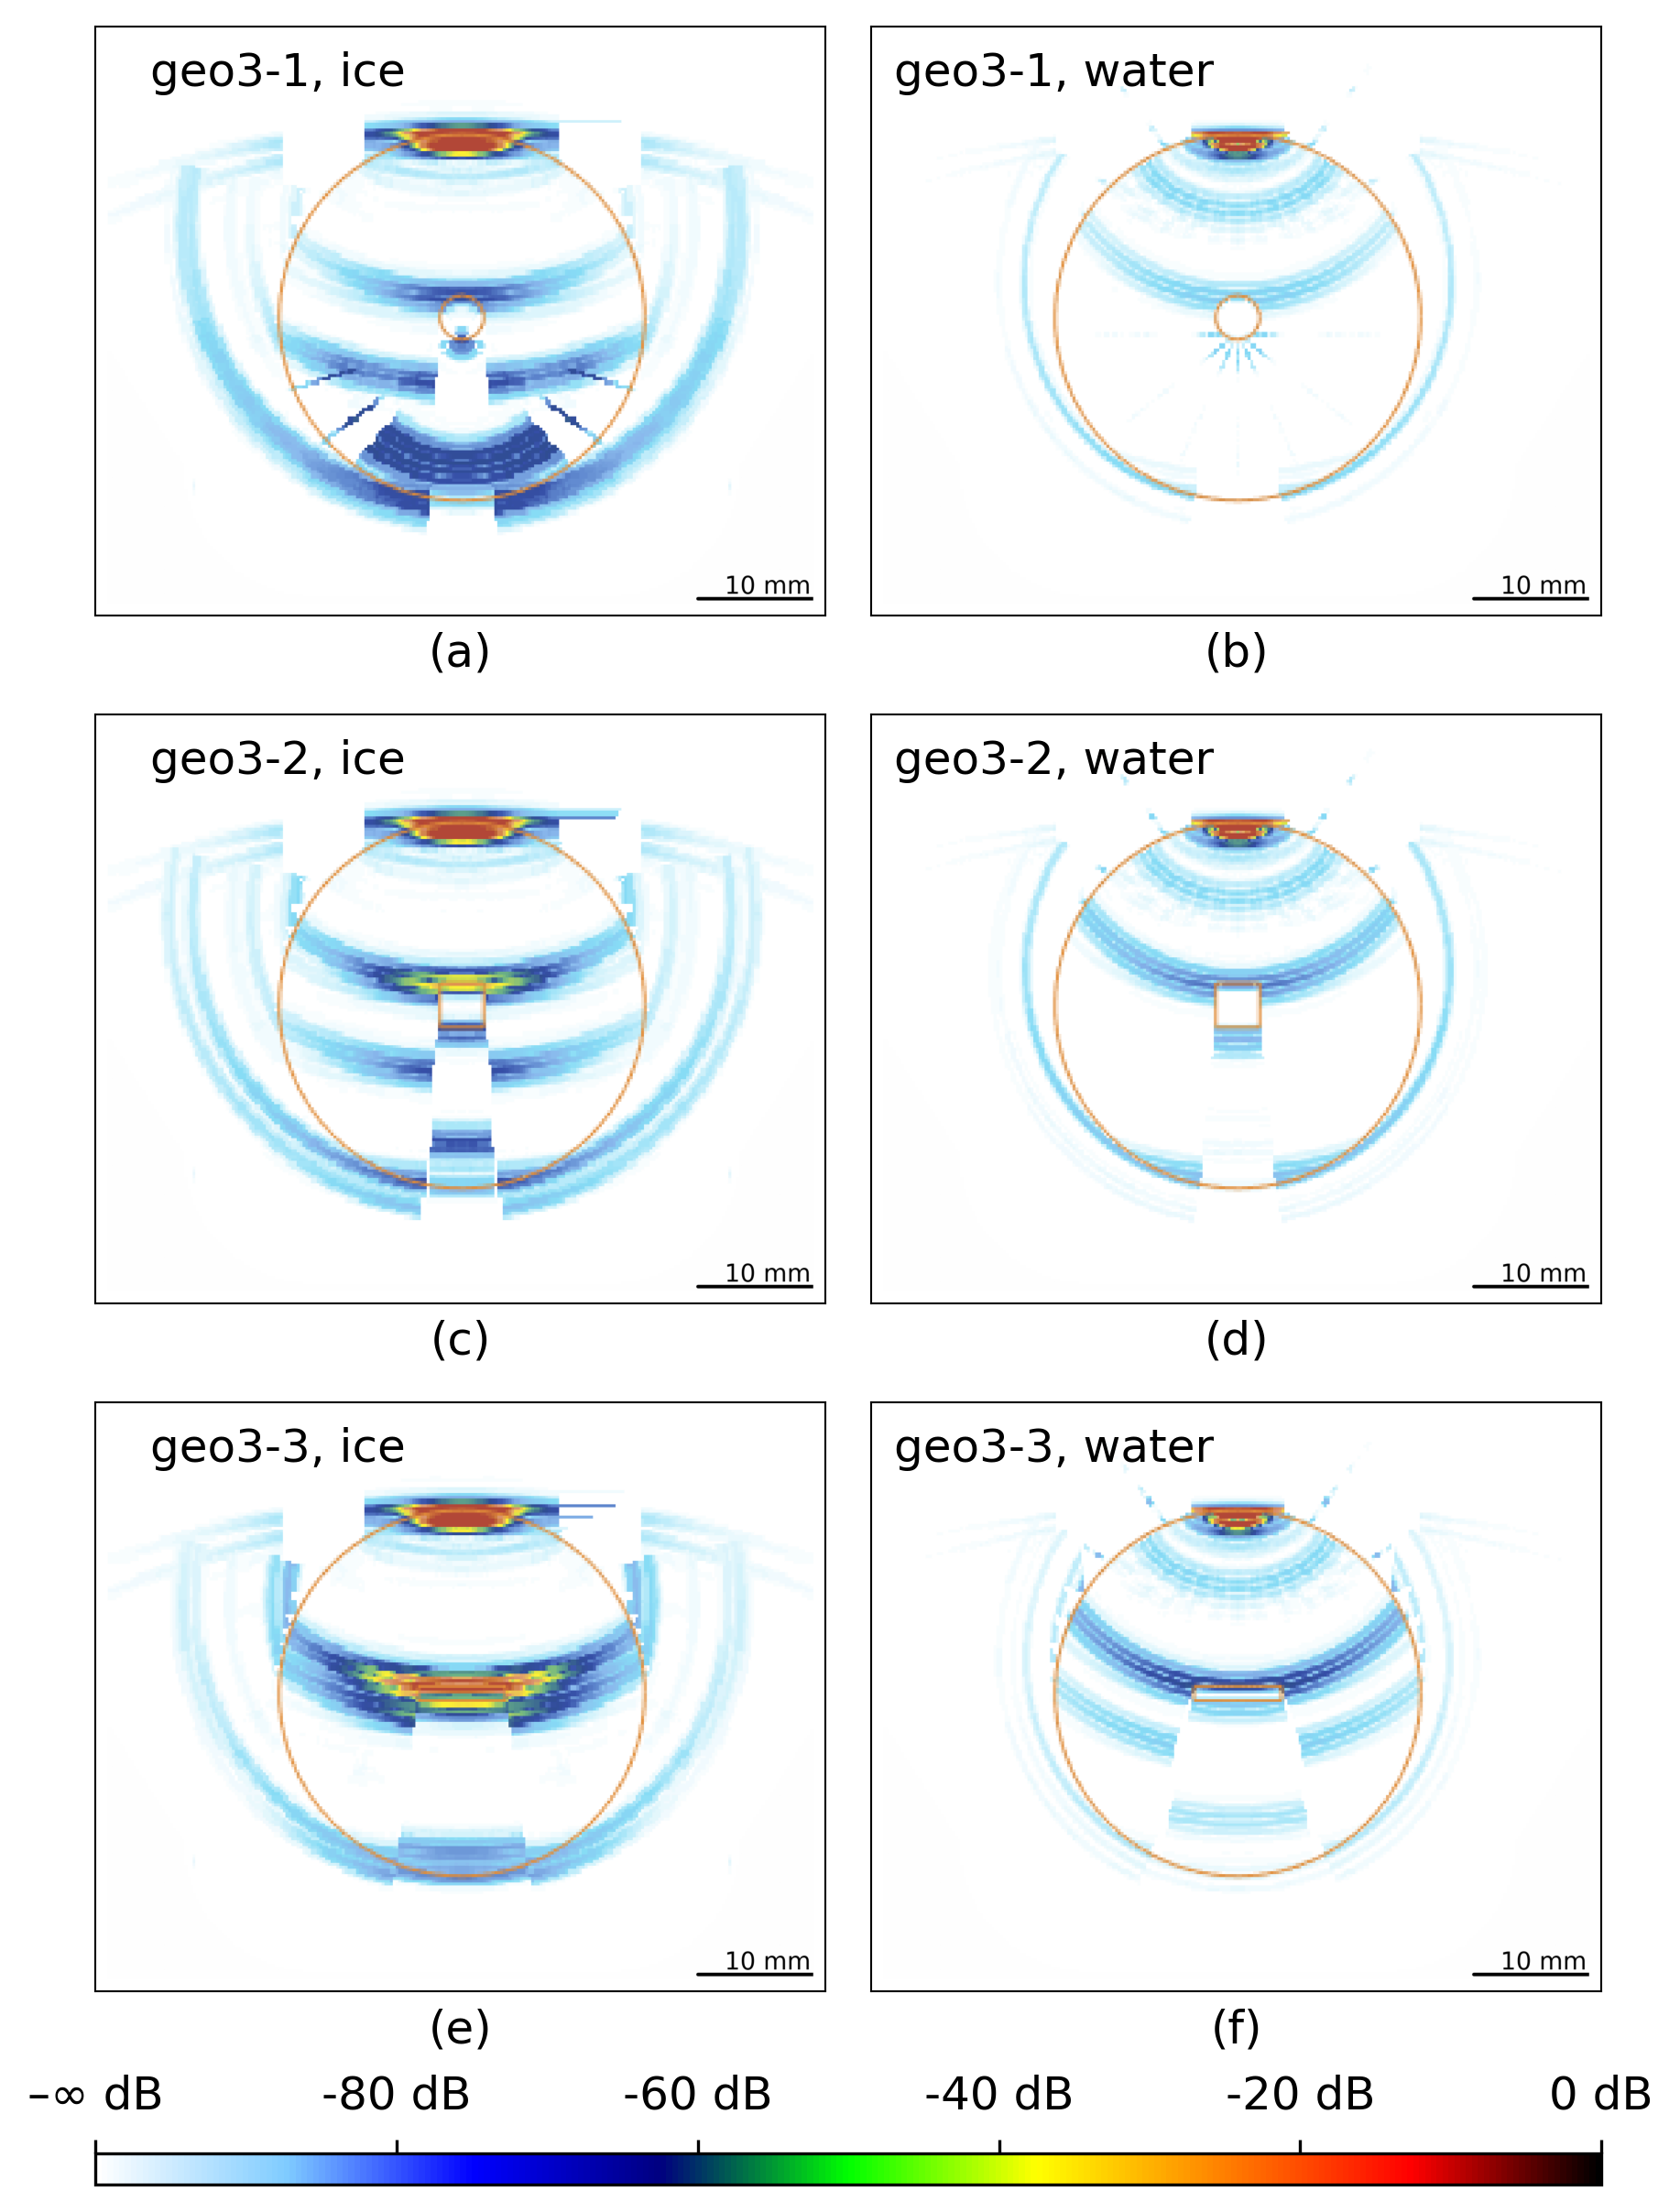 geo3-1, ice
geo3-1, water
10 mm
10 mm
(a)
(b)
geo3-2, ice
geo3-2, water
10 mm
10 mm
(c)
(d)
geo3-3, ice
geo3-3, water
10 mm
10 mm
(e)
(f)
–∞ dB
-80 dB
-60 dB
-40 dB
-20 dB
0 dB